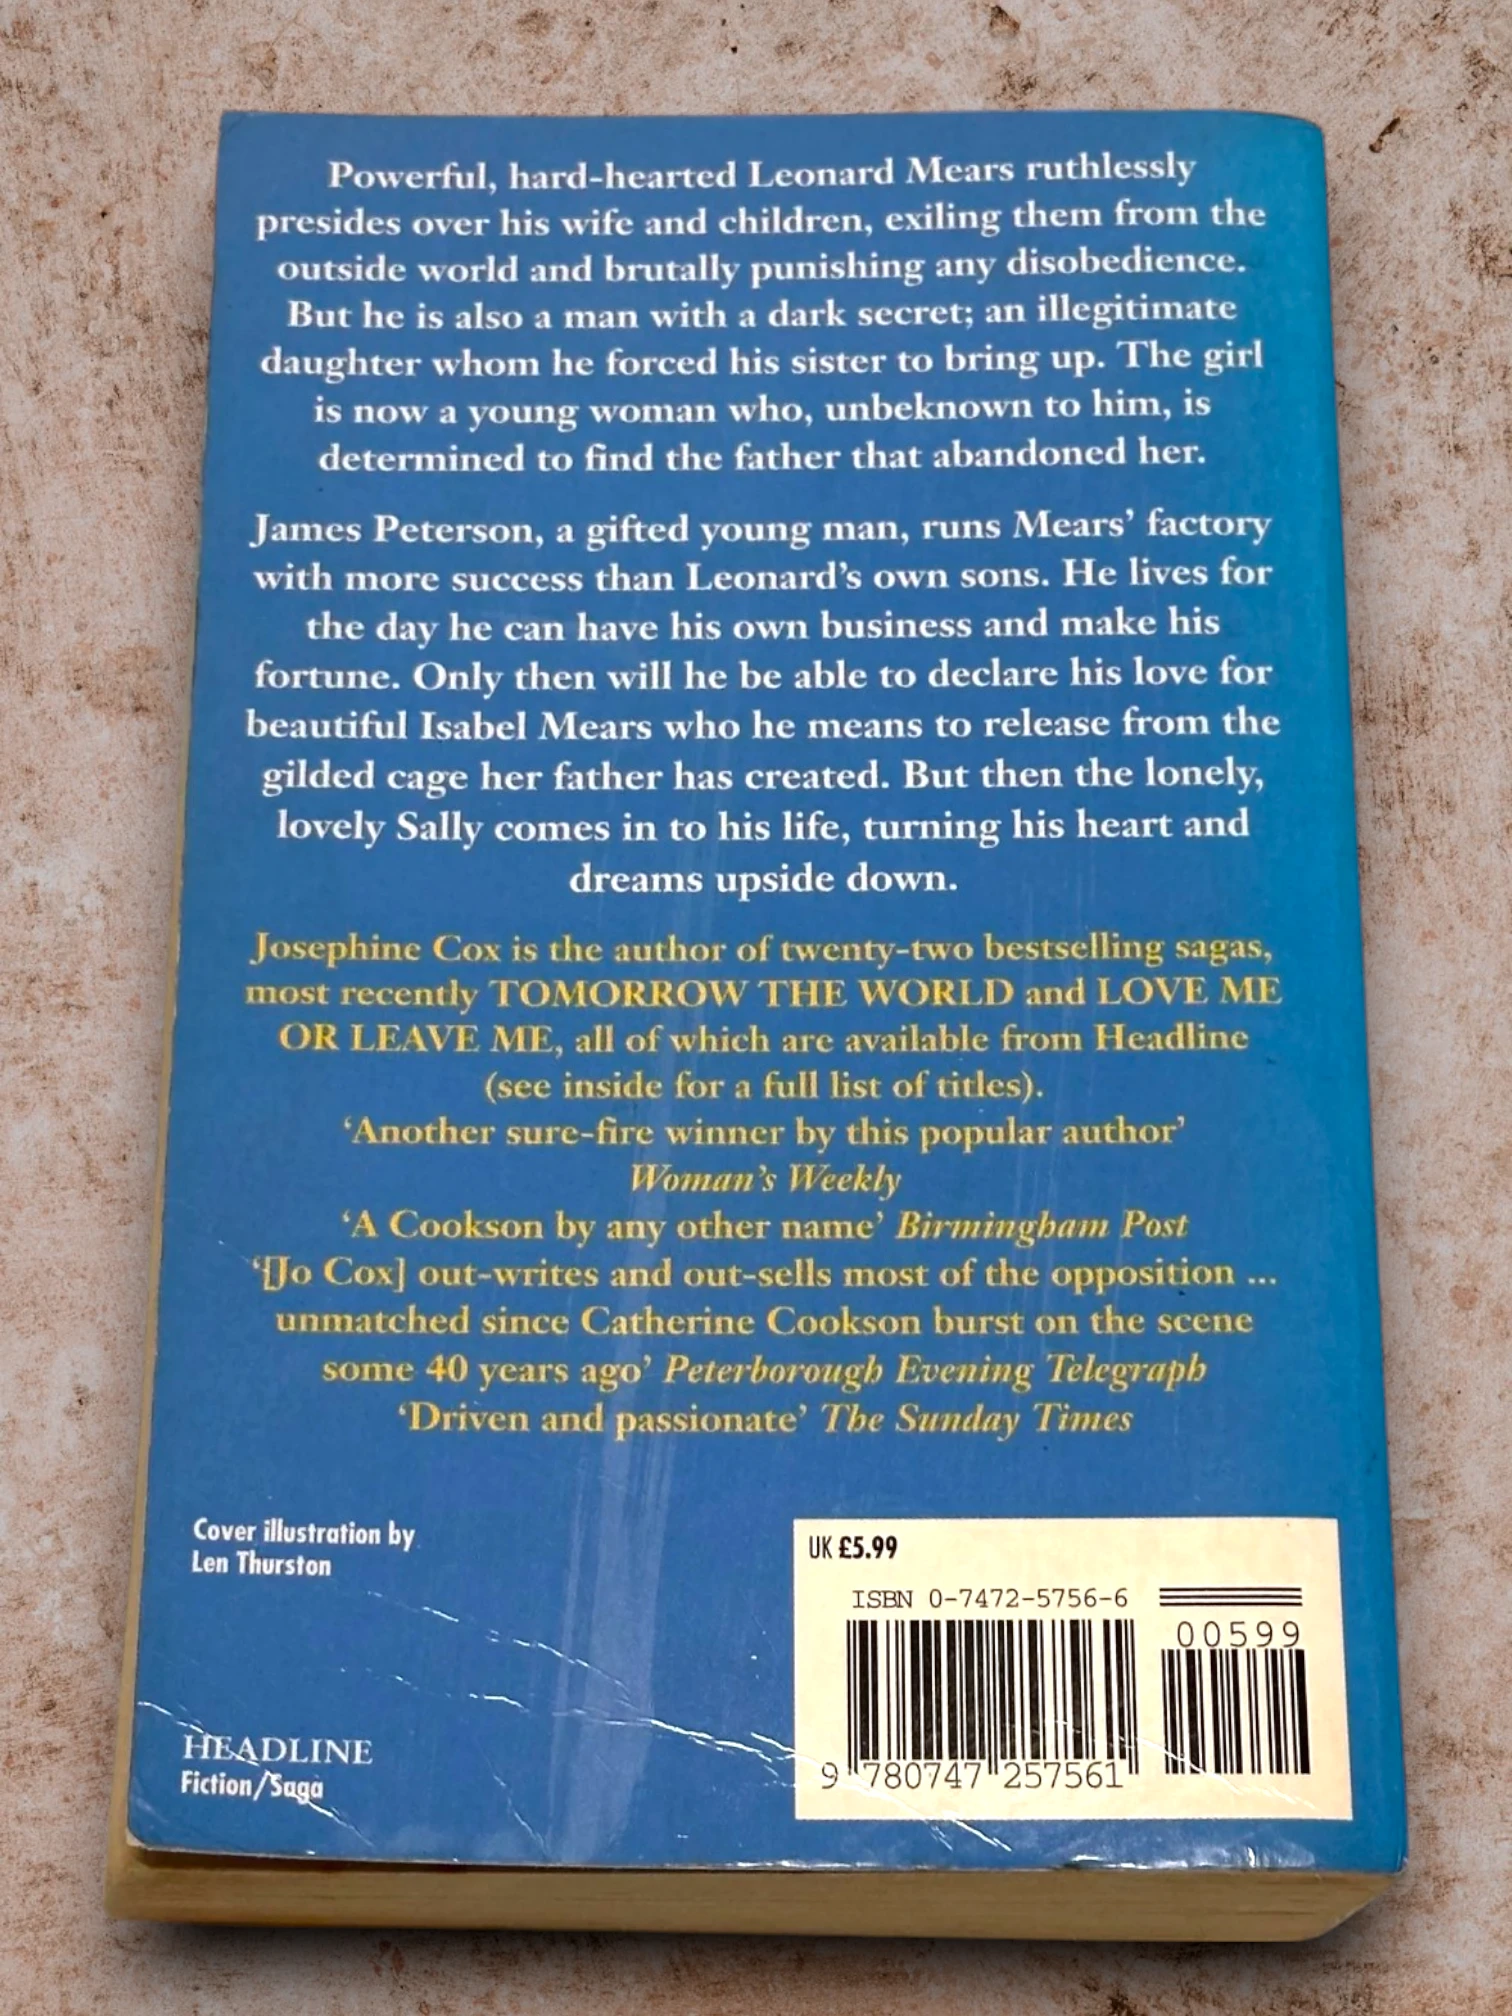 Powerful, hard-hearted Leonard Mears ruthlessly
presides over his wife and children, exiling them from the
outside world and brutally punishing any disobedience.
But he is also a man with a dark secret; an illegitimate
daughter whom he forced his sister to bring up. The girl
is now a young woman who, unbeknown to him, is
determined to find the father that abandoned her.
James Peterson, a gifted young man, runs Mears’ factory
with more success than Leonard’s own sons. He lives for
the day he can have his own business and make his
fortune. Only then will he be able to declare his love for
beautiful Isabel Mears who he means to release from the
gilded cage her father has created. But then the lonely,
lovely Sally comes in to his life, turning his heart and
dreams upside down.
Josephine Cox is the author of twenty-two bestselling sagas,
most recently TOMORROW THE WORLD and LOVE ME
OR LEAVE ME, all of which are available from Headline
(see inside for a full list of titles).
‘Another sure-fire winner by this popular author’
Woman’s Weekly
‘A Cookson by any other name’ Birmingham Post
‘[Jo Cox] out-writes and out-sells most of the opposition ...
unmatched since Catherine Cookson burst on the scene
some 40 years ago’ Peterborough Evening Telegraph
‘Driven and passionate’ The Sunday Times
Cover illustration by
Len Thurston
HEADLINE
Fiction/Saga
UK £5.99
ISBN 0-7472-5756-6
00599
9 780747 257561